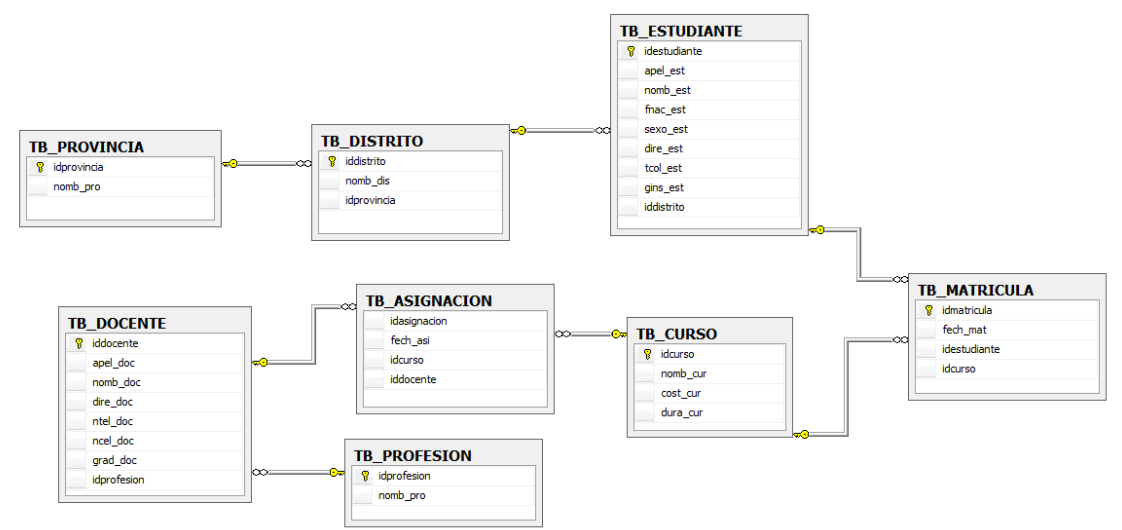 TB_PROVINCIA
idprovincia
nomb_pro
TB_DISTRITO
iddistrito
nomb_dis
idprovincia
TB_ESTUDIANTE
idestudiante
apel_est
nomb_est
fnac_est
sexo_est
dire_est
tcol_est
gins_est
iddistrito
TB_DOCENTE
iddocente
apel_doc
nomb_doc
dire_doc
ntel_doc
ncel_doc
grad_doc
idprofesion
TB_ASIGNACION
idasignacion
fech_asi
idcurso
iddocente
TB_PROFESION
idprofesion
nomb_pro
TB_CURSO
idcurso
nomb_cur
cost_cur
dura_cur
TB_MATRICULA
idmatricula
fech_mat
idestudiante
idcurso